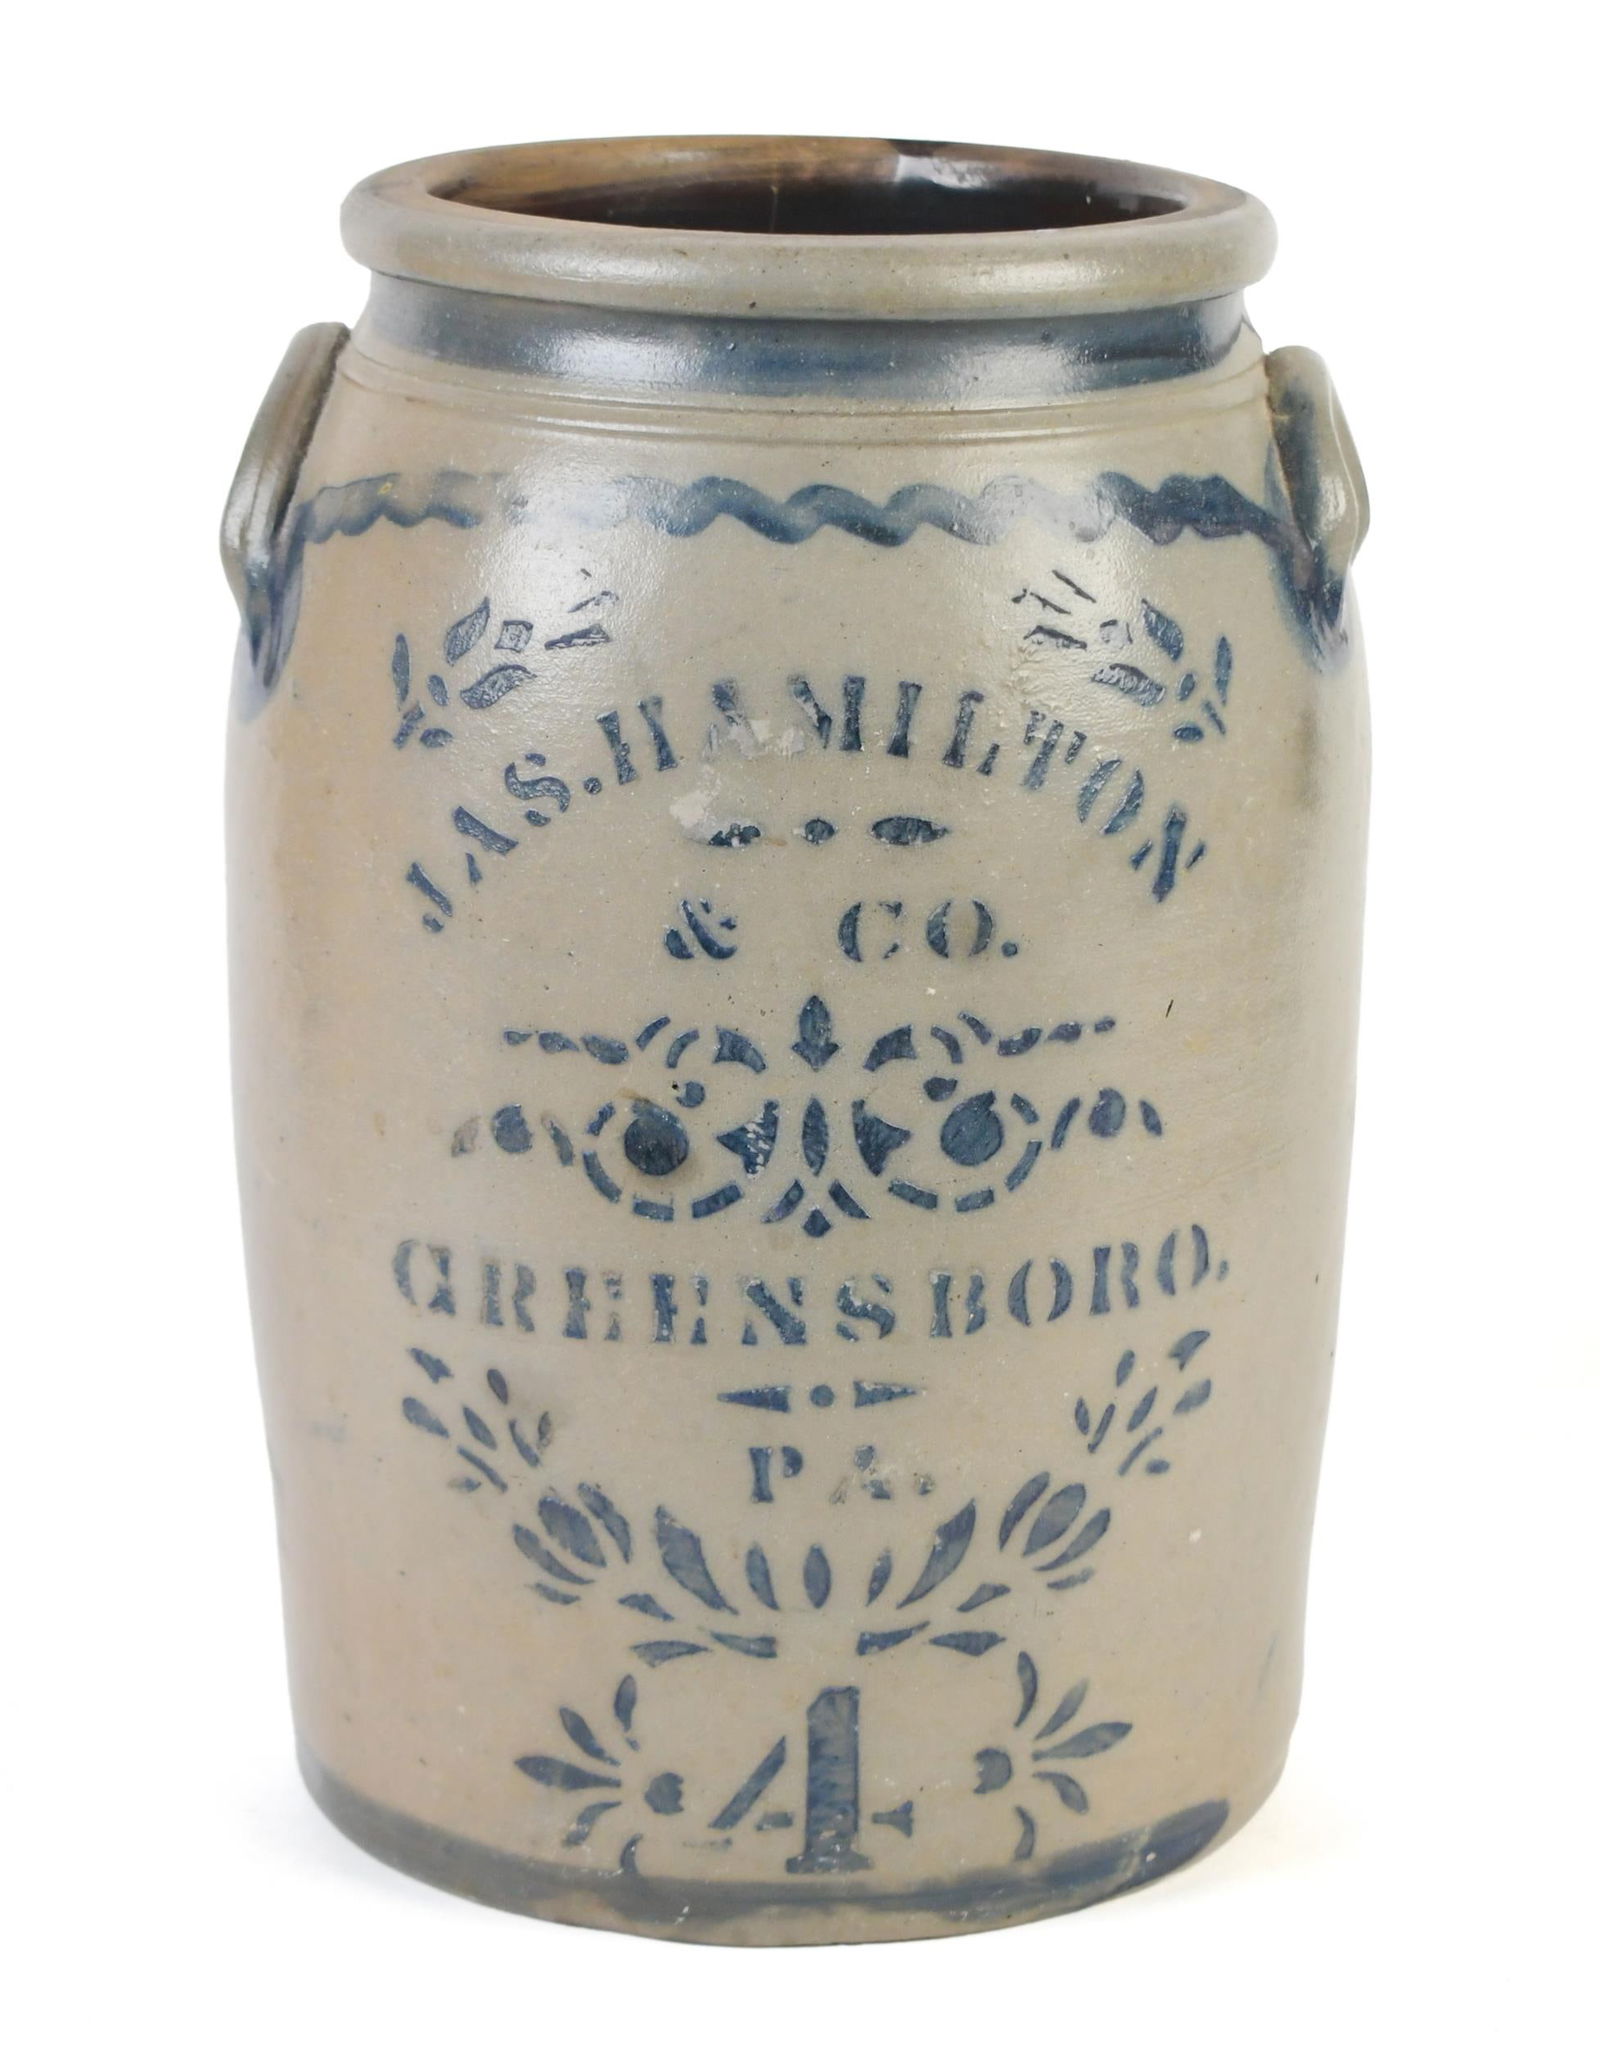 JAS. HAMILTON
& CO.
GREENSBORO,
PA.
4